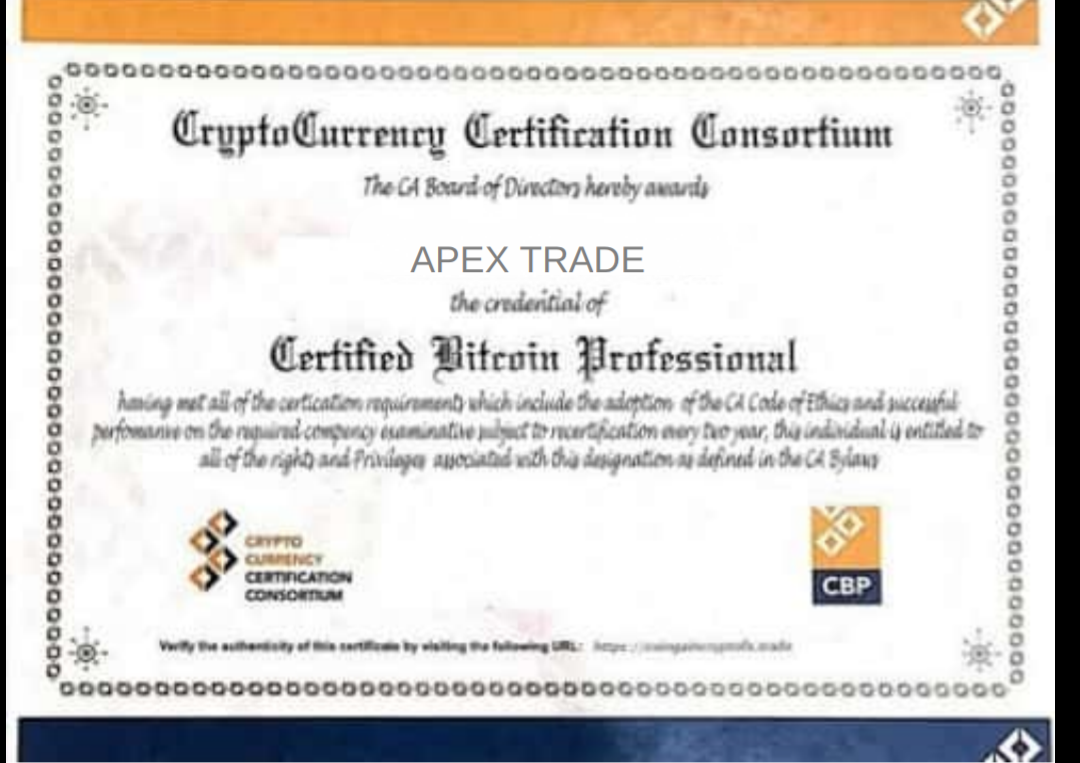 CryptoCurrency Certification Consortium
The CA Board of Directors hereby awards
APEX TRADE
the credential of
Certified Bitcoin Professional
having met all of the certication requirements which include the adoption of the CA Code of Ethics and successful
perfomanve on the required compency examinative subject to recertification every two year, this individual is entitled to
all of the rights and Privileges associated with this designation as defined in the CA Bylaws
CRYPTO
CURRENCY
CERTIFICATION
CONSORTIUM
CBP
Verify the authenticity of this certificate by visiting the following URL: